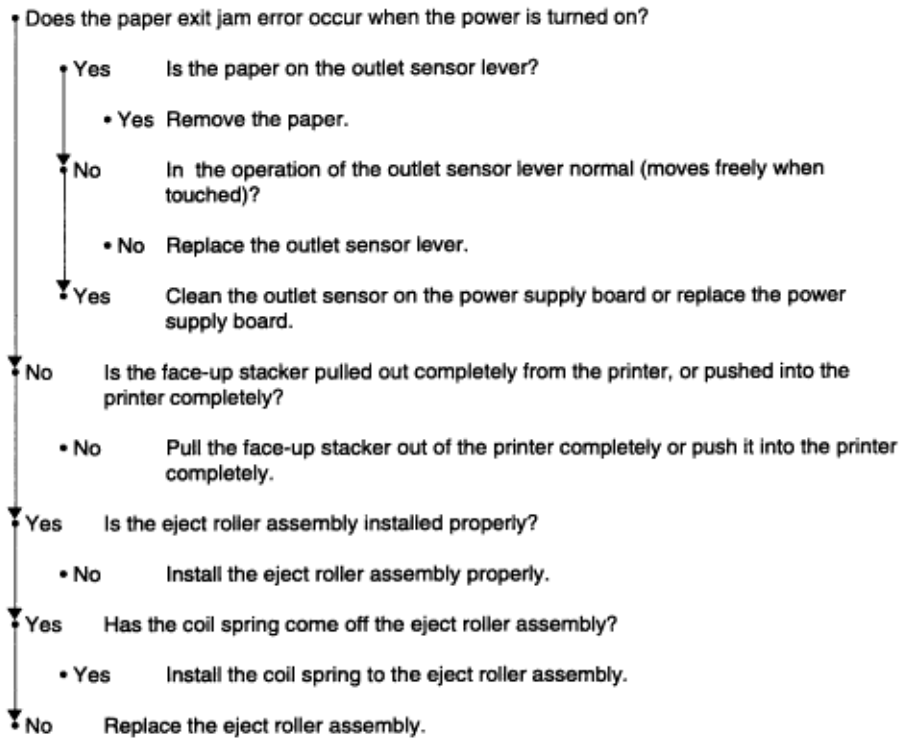 • Does the paper exit jam error occur when the power is turned on?
• Yes Is the paper on the outlet sensor lever?
• Yes Remove the paper.
• No In the operation of the outlet sensor lever normal (moves freely when
touched)?
• No Replace the outlet sensor lever.
• Yes Clean the outlet sensor on the power supply board or replace the power
supply board.
• No Is the face-up stacker pulled out completely from the printer, or pushed into the
printer completely?
• No Pull the face-up stacker out of the printer completely or push it into the printer
completely.
• Yes Is the eject roller assembly installed properly?
• No Install the eject roller assembly properly.
• Yes Has the coil spring come off the eject roller assembly?
• Yes Install the coil spring to the eject roller assembly.
• No Replace the eject roller assembly.